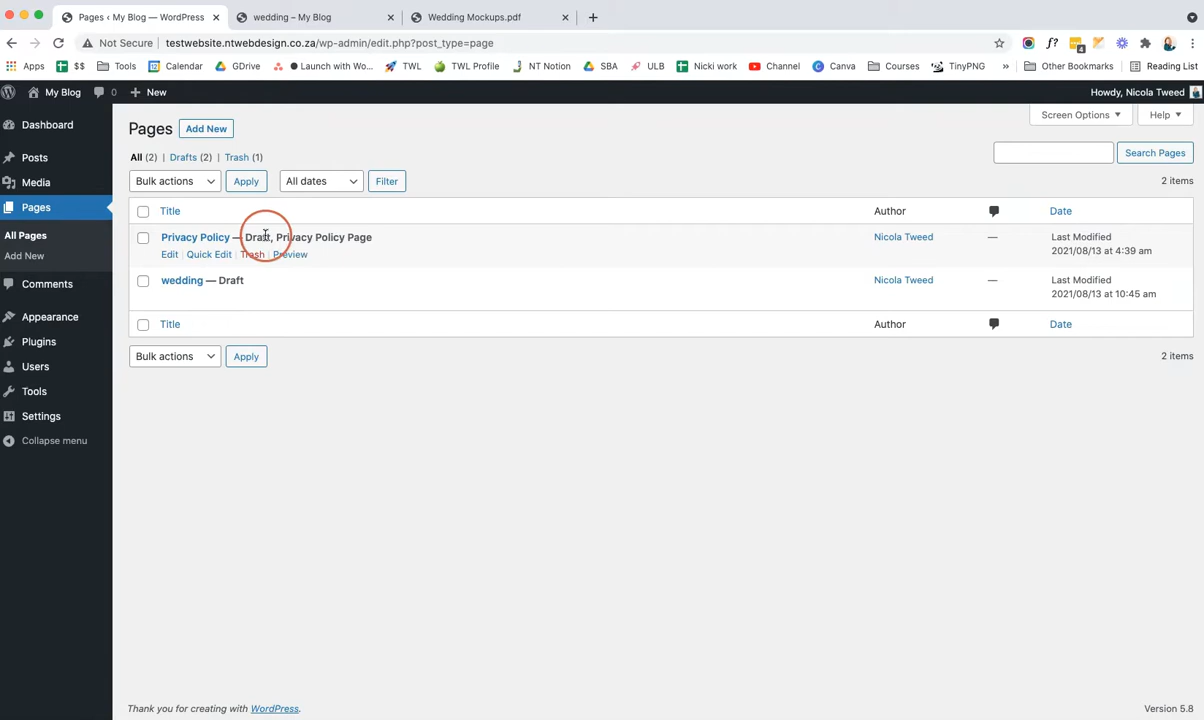 Pages ‹ My Blog — WordPress × wedding – My Blog × Wedding Mockups.pdf × +
Not Secure testwebsite.ntwebdesign.co.za/wp-admin/edit.php?post_type=page f? 4
Apps $$ Tools Calendar GDrive Launch with Wo... TWL TWL Profile NT Notion SBA ULB Nicki work Channel Canva Courses TinyPNG » Other Bookmarks Reading List
My Blog 0 + New Howdy, Nicola Tweed
Dashboard
Posts
Media
Pages
All Pages
Add New
Comments
Appearance
Plugins
Users
Tools
Settings
Collapse menu
Screen Options Help
Pages Add New
All (2) | Drafts (2) | Trash (1)
Search Pages
Bulk actions Apply All dates Filter 2 items
Title Author Date
Privacy Policy — Draft, Privacy Policy Page Nicola Tweed — Last Modified
2021/08/13 at 4:39 am
Edit | Quick Edit | Trash | Preview
wedding — Draft Nicola Tweed — Last Modified
2021/08/13 at 10:45 am
Title Author Date
Bulk actions Apply 2 items
Thank you for creating with WordPress. Version 5.8